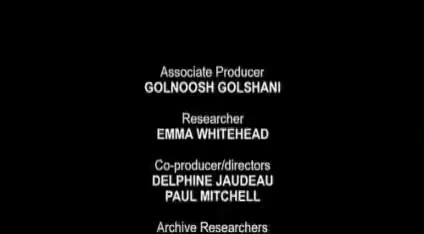 Associate Producer
GOLNOOSH GOLSHANI
Researcher
EMMA WHITEHEAD
Co-producer/directors
DELPHINE JAUDEAU
PAUL MITCHELL
Archive Researchers